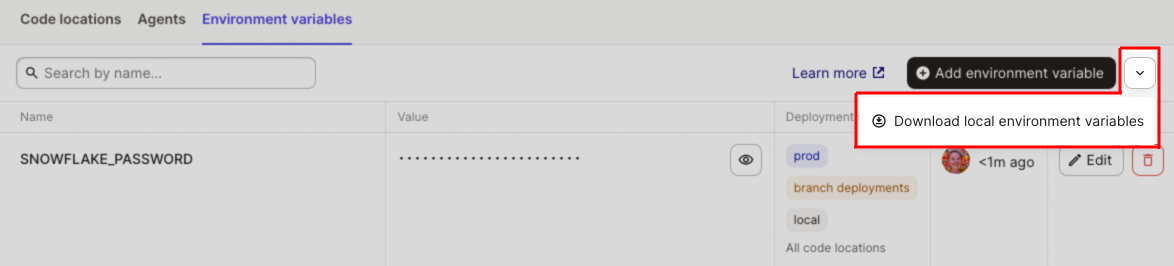 Code locations Agents Environment variables
Search by name... Learn more Add environment variable
Download local environment variables
Name Value Deployment
SNOWFLAKE_PASSWORD ••••••••••••••••••••••• prod <1m ago Edit
branch deployments
local
All code locations